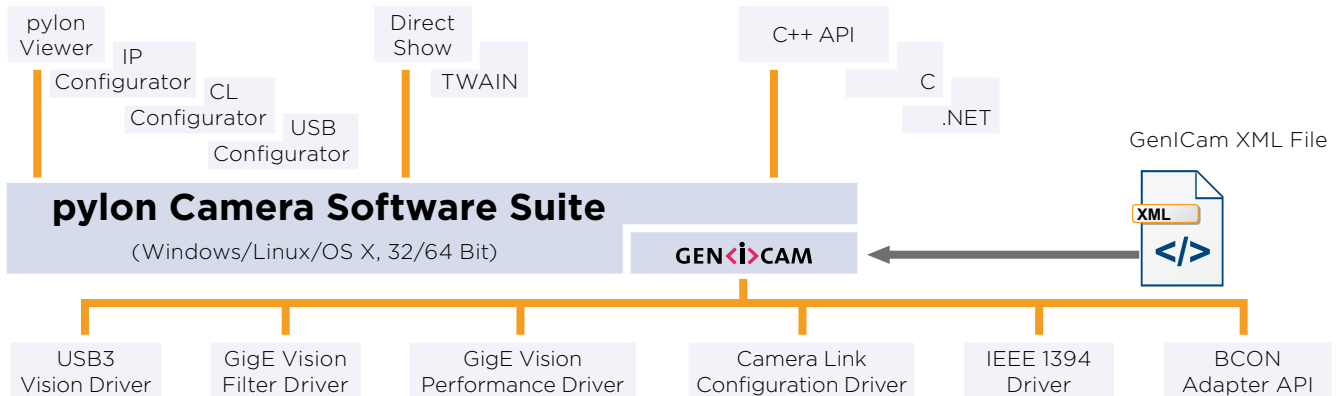 pylon
Viewer
IP
Configurator
CL
Configurator
USB
Configurator
Direct
Show
TWAIN
C++ API
C
.NET
GenICam XML File
XML
</>
pylon Camera Software Suite
(Windows/Linux/OS X, 32/64 Bit)
GEN<i>CAM
USB3
Vision Driver
GigE Vision
Filter Driver
GigE Vision
Performance Driver
Camera Link
Configuration Driver
IEEE 1394
Driver
BCON
Adapter API